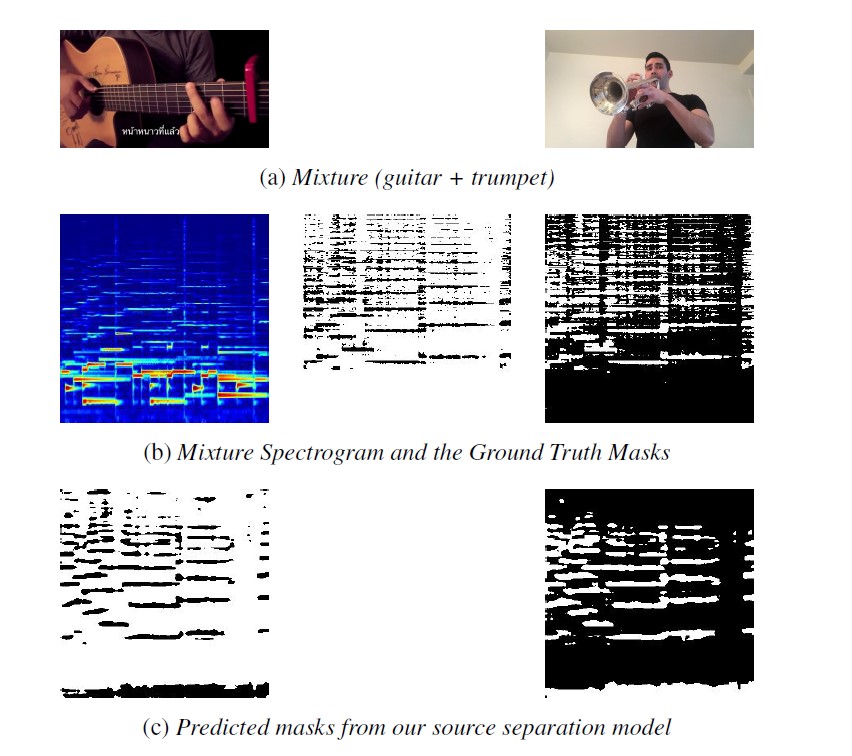 หน้าหนาวที่แล้ว
(a) Mixture (guitar + trumpet)
(b) Mixture Spectrogram and the Ground Truth Masks
(c) Predicted masks from our source separation model